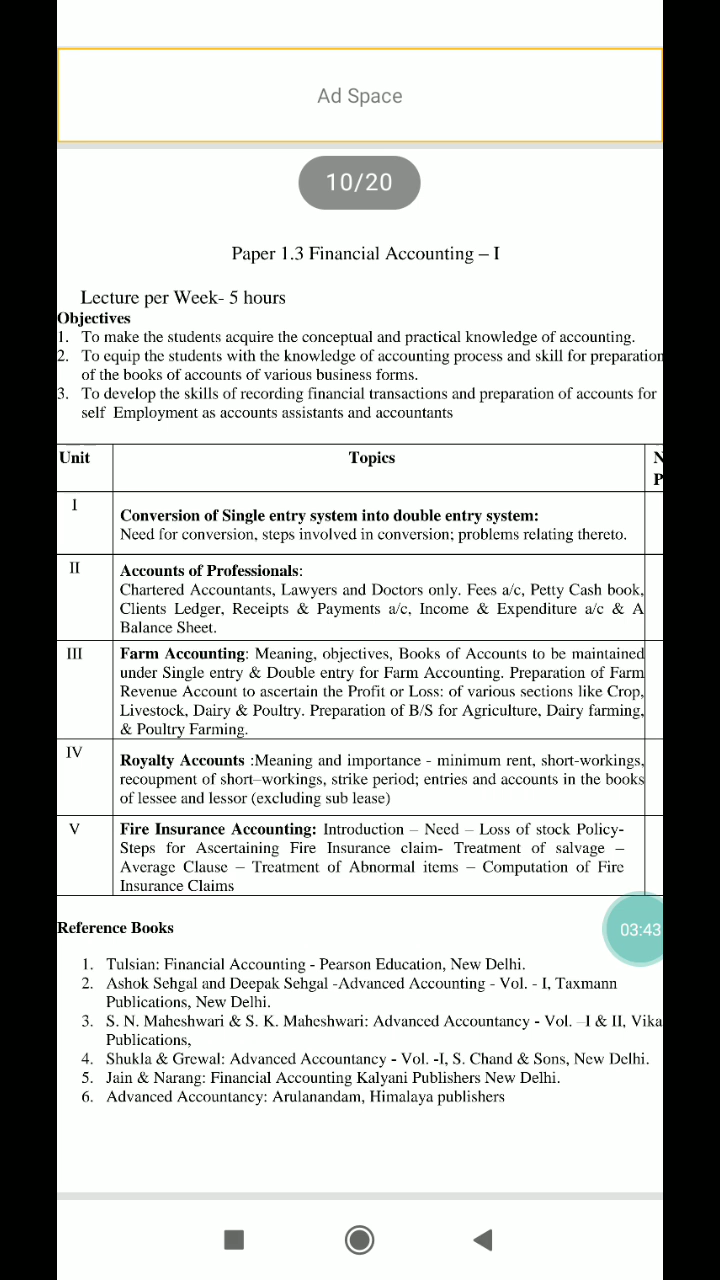 Ad Space
10/20
Paper 1.3 Financial Accounting – I
Lecture per Week- 5 hours
Objectives
1. To make the students acquire the conceptual and practical knowledge of accounting.
2. To equip the students with the knowledge of accounting process and skill for preparation
of the books of accounts of various business forms.
3. To develop the skills of recording financial transactions and preparation of accounts for
self Employment as accounts assistants and accountants
Unit Topics N
P
I
Conversion of Single entry system into double entry system:
Need for conversion, steps involved in conversion; problems relating thereto.
II
Accounts of Professionals:
Chartered Accountants, Lawyers and Doctors only. Fees a/c, Petty Cash book,
Clients Ledger, Receipts & Payments a/c, Income & Expenditure a/c & A
Balance Sheet.
III Farm Accounting: Meaning, objectives, Books of Accounts to be maintained
under Single entry & Double entry for Farm Accounting. Preparation of Farm
Revenue Account to ascertain the Profit or Loss: of various sections like Crop,
Livestock, Dairy & Poultry. Preparation of B/S for Agriculture, Dairy farming,
& Poultry Farming.
IV
Royalty Accounts :Meaning and importance - minimum rent, short-workings,
recoupment of short–workings, strike period; entries and accounts in the books
of lessee and lessor (excluding sub lease)
V Fire Insurance Accounting: Introduction – Need – Loss of stock Policy-
Steps for Ascertaining Fire Insurance claim- Treatment of salvage –
Average Clause – Treatment of Abnormal items – Computation of Fire
Insurance Claims
Reference Books
03:43
1. Tulsian: Financial Accounting - Pearson Education, New Delhi.
2. Ashok Sehgal and Deepak Sehgal -Advanced Accounting - Vol. - I, Taxmann
Publications, New Delhi.
3. S. N. Maheshwari & S. K. Maheshwari: Advanced Accountancy - Vol. –I & II, Vika
Publications,
4. Shukla & Grewal: Advanced Accountancy - Vol. -I, S. Chand & Sons, New Delhi.
5. Jain & Narang: Financial Accounting Kalyani Publishers New Delhi.
6. Advanced Accountancy: Arulanandam, Himalaya publishers